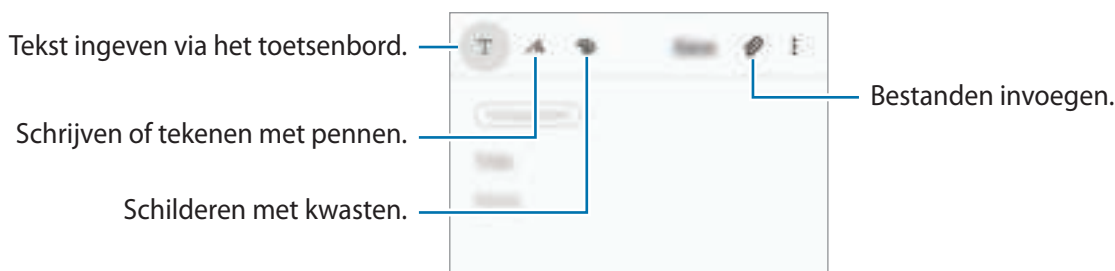 Tekst ingeven via het toetsenbord.
T
Bestanden invoegen.
Schrijven of tekenen met pennen.
Schilderen met kwasten.